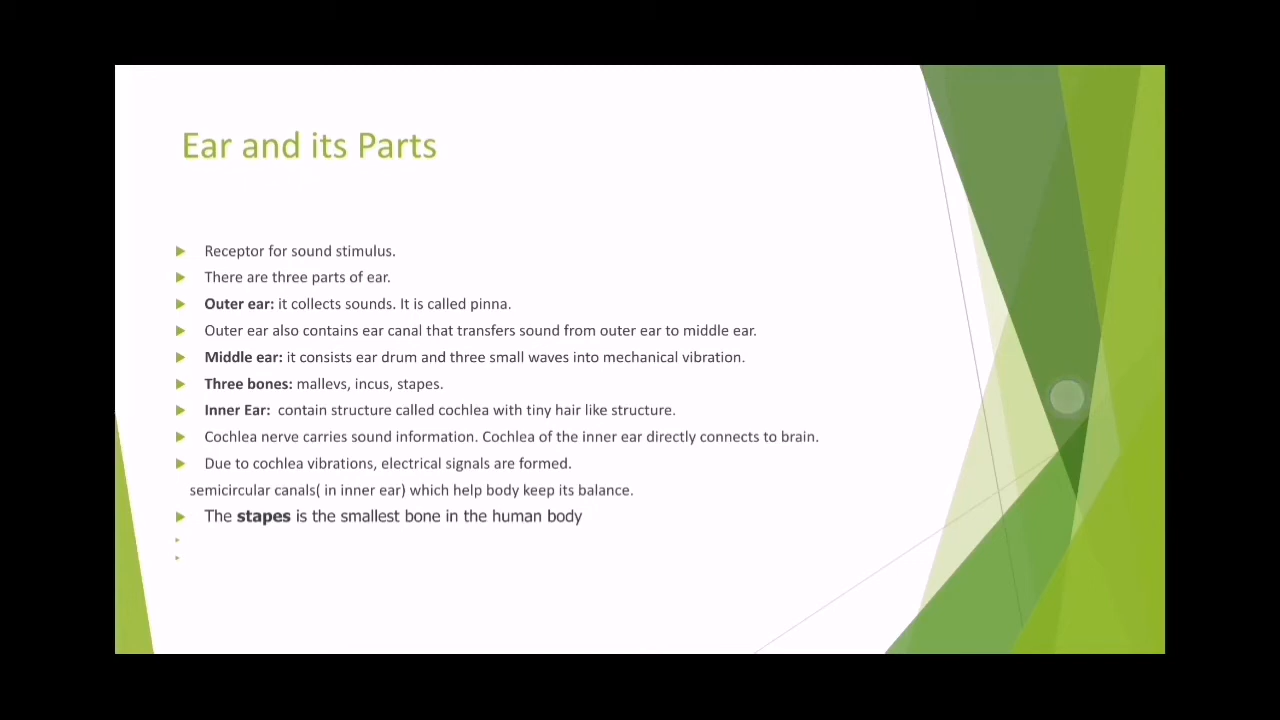 Ear and its Parts
Receptor for sound stimulus.
There are three parts of ear.
Outer ear: it collects sounds. It is called pinna.
Outer ear also contains ear canal that transfers sound from outer ear to middle ear.
Middle ear: it consists ear drum and three small waves into mechanical vibration.
Three bones: mallevs, incus, stapes.
Inner Ear: contain structure called cochlea with tiny hair like structure.
Cochlea nerve carries sound information. Cochlea of the inner ear directly connects to brain.
Due to cochlea vibrations, electrical signals are formed.
semicircular canals( in inner ear) which help body keep its balance.
The stapes is the smallest bone in the human body